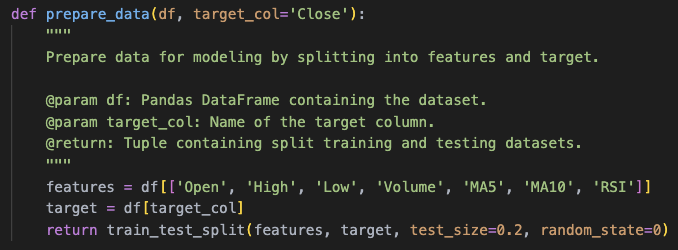 def prepare_data(df, target_col='Close'):
    """
    Prepare data for modeling by splitting into features and target.

    @param df: Pandas DataFrame containing the dataset.
    @param target_col: Name of the target column.
    @return: Tuple containing split training and testing datasets.
    """
    features = df[['Open', 'High', 'Low', 'Volume', 'MA5', 'MA10', 'RSI']]
    target = df[target_col]
    return train_test_split(features, target, test_size=0.2, random_state=0)